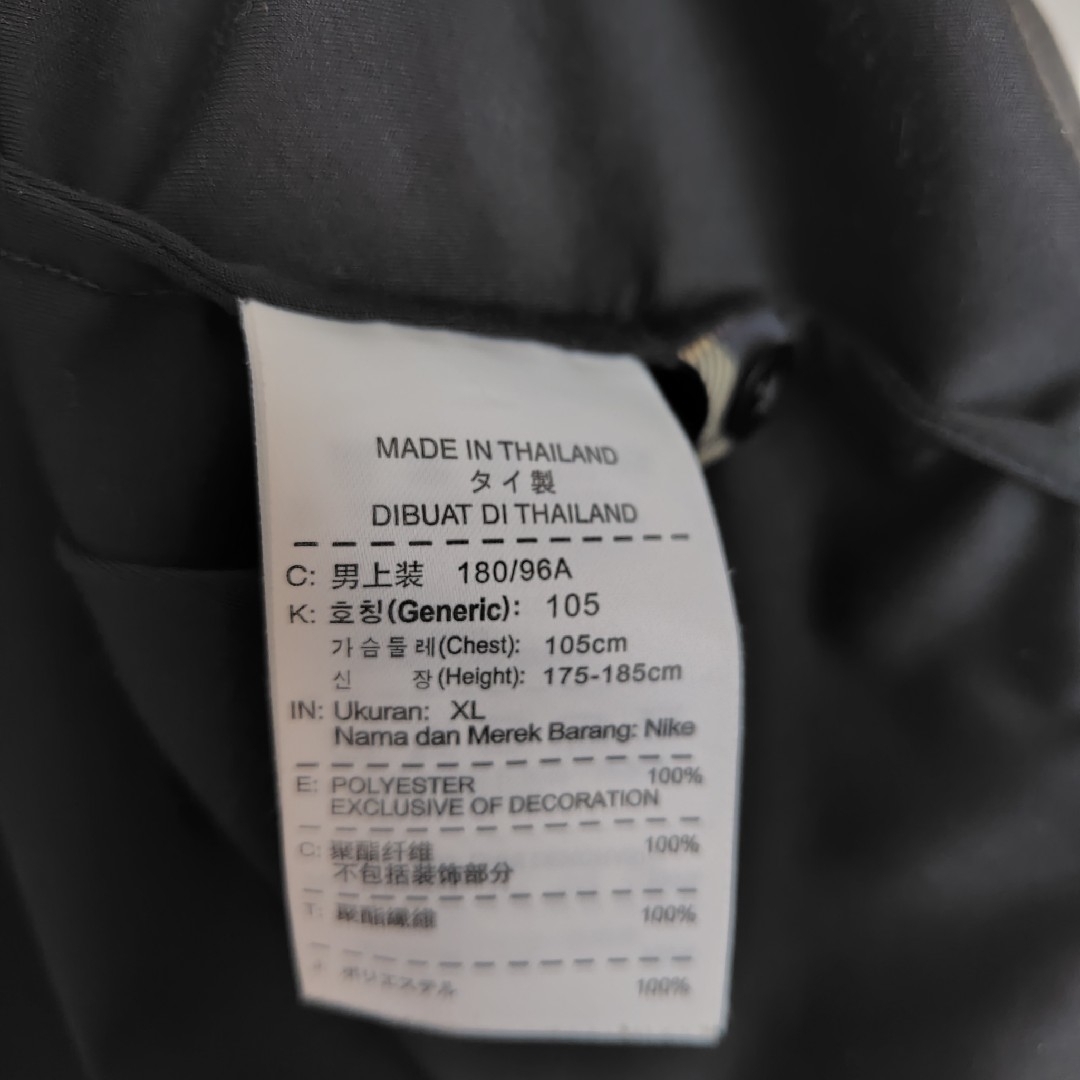 MADE IN THAILAND
タイ製
DIBUAT DI THAILAND
C: 男上装 180/96A
K: 호칭(Generic): 105
가슴둘레(Chest): 105cm
신 장(Height): 175-185cm
IN: Ukuran: XL
Nama dan Merek Barang: Nike
E: POLYESTER 100%
EXCLUSIVE OF DECORATION
C: 聚酯纤维 100%
不包括装饰部分
T: 聚酯纖維 100%
J: ポリエステル 100%